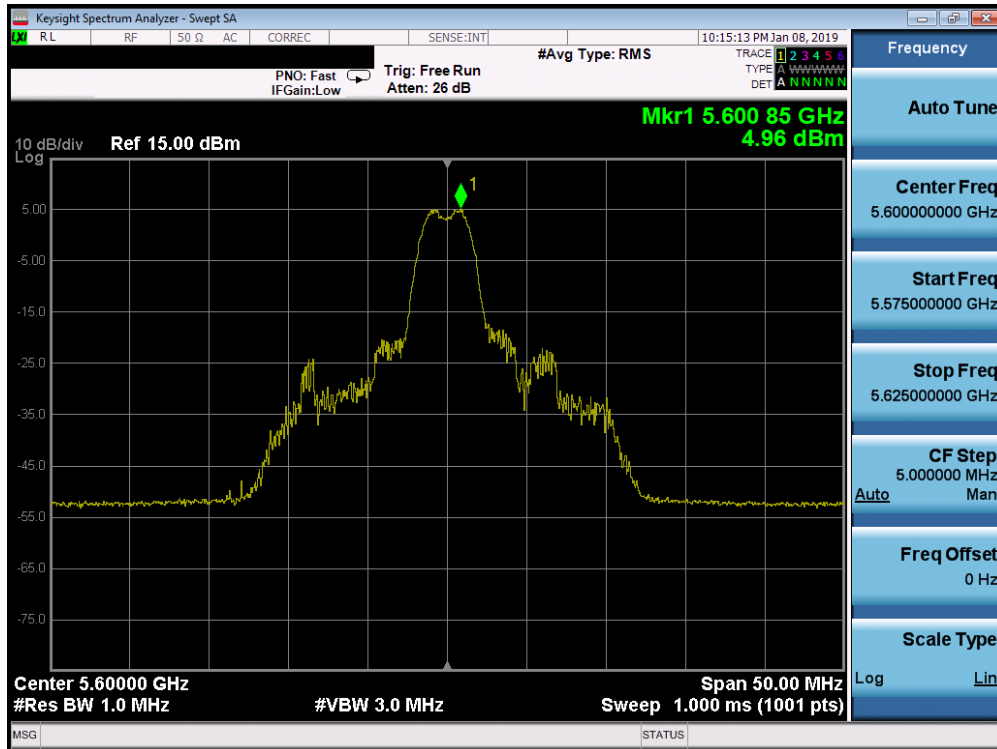 Keysight Spectrum Analyzer - Swept SA
LXI RL RF 50 Ω AC CORREC SENSE:INT 10:15:13 PM Jan 08, 2019
#Avg Type: RMS TRACE 1 2 3 4 5 6
PNO: Fast Trig: Free Run TYPE A WWWWW
IFGain:Low Atten: 26 dB DET A N N N N N
Mkr1 5.600 85 GHz
4.96 dBm
10 dB/div Ref 15.00 dBm
Log
1
5.00
-5.00
-15.0
-25.0
-35.0
-45.0
-55.0
-65.0
-75.0
Center 5.60000 GHz Span 50.00 MHz
#Res BW 1.0 MHz #VBW 3.0 MHz Sweep 1.000 ms (1001 pts)
MSG STATUS
Frequency
Auto Tune
Center Freq
5.600000000 GHz
Start Freq
5.575000000 GHz
Stop Freq
5.625000000 GHz
CF Step
5.000000 MHz
Auto Man
Freq Offset
0 Hz
Scale Type
Log Lin